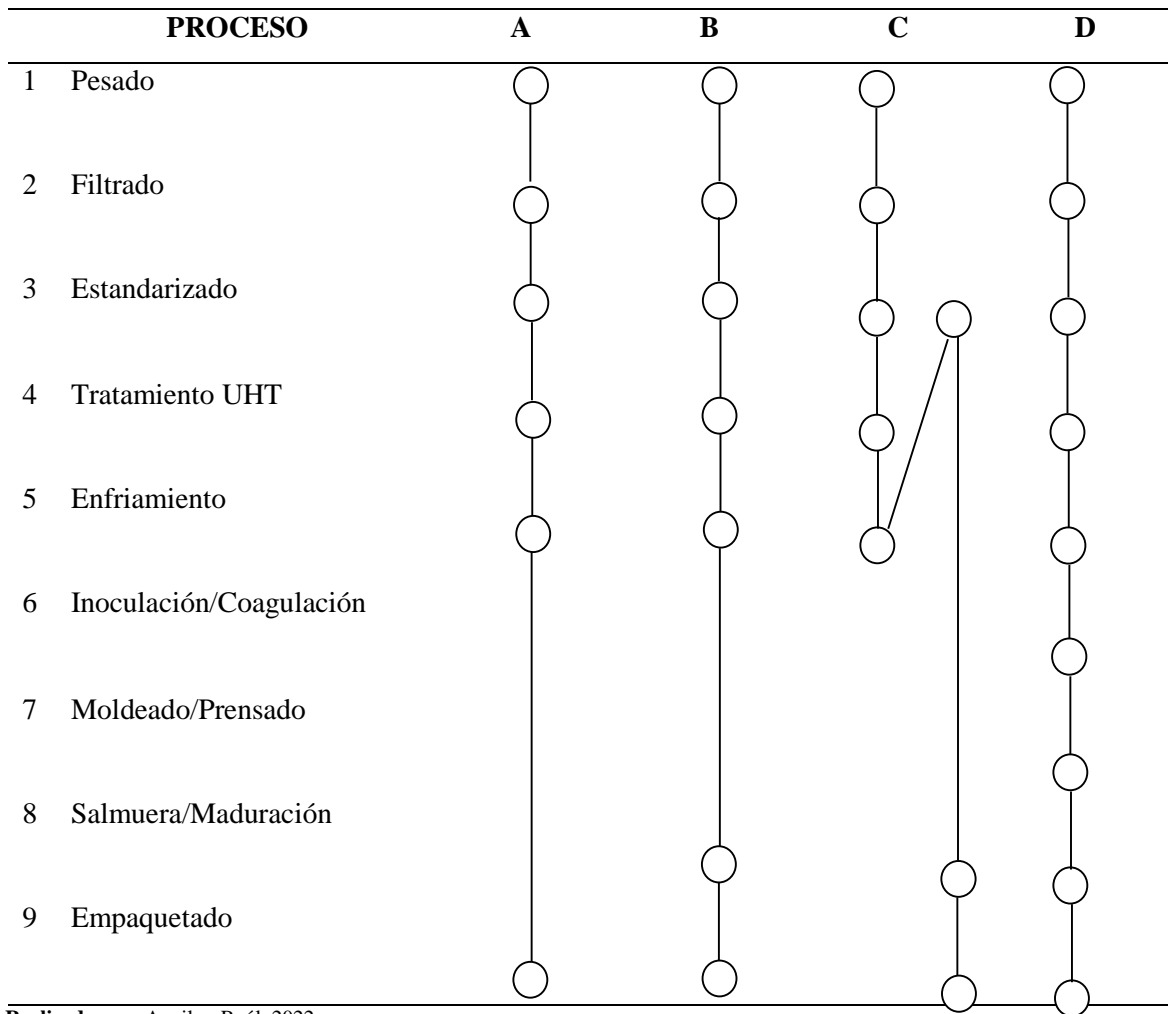 PROCESO A B C D
1 Pesado
2 Filtrado
3 Estandarizado
4 Tratamiento UHT
5 Enfriamiento
6 Inoculación/Coagulación
7 Moldeado/Prensado
8 Salmuera/Maduración
9 Empaquetado